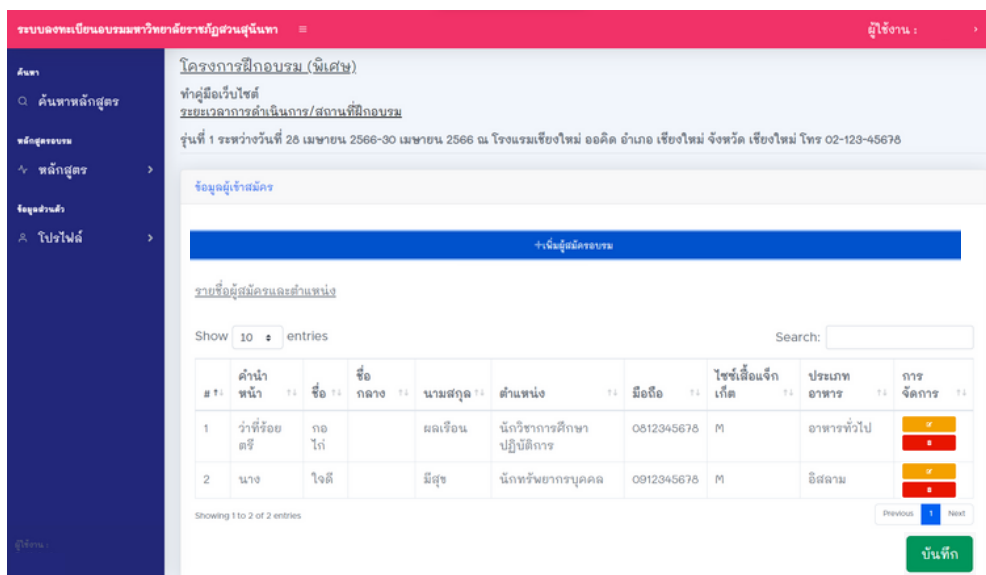 ระบบลงทะเบียนอบรมมหาวิทยาลัยราชภัฏสวนสุนันทา
ผู้ใช้งาน :
ค้นหา
ค้นหาหลักสูตร
หลักสูตรอบรม
หลักสูตร
ข้อมูลส่วนตัว
โปรไฟล์
ผู้ใช้งาน :
โครงการฝึกอบรม (พิเศษ)
ทำคู่มือเว็บไซต์
ระยะเวลาการดำเนินการ/สถานที่ฝึกอบรม
รุ่นที่ 1 ระหว่างวันที่ 28 เมษายน 2566-30 เมษายน 2566 ณ โรงแรมเชียงใหม่ ออคิด อำเภอ เชียงใหม่ จังหวัด เชียงใหม่ โทร 02-123-45678
ข้อมูลผู้เข้าสมัคร
+เพิ่มผู้สมัครอบรม
รายชื่อผู้สมัครและตำแหน่ง
Show 10 entries
Search:
# คำนำหน้า ชื่อ ชื่อกลาง นามสกุล ตำแหน่ง มือถือ ไซซ์เสื้อแจ็กเก็ต ประเภทอาหาร การจัดการ
1 ว่าที่ร้อยตรี กอไก่ ผลเรือน นักวิชาการศึกษาปฏิบัติการ 0812345678 M อาหารทั่วไป
2 นาง ใจดี มีสุข นักทรัพยากรบุคคล 0912345678 M อิสลาม
Showing 1 to 2 of 2 entries
Previous 1 Next
บันทึก